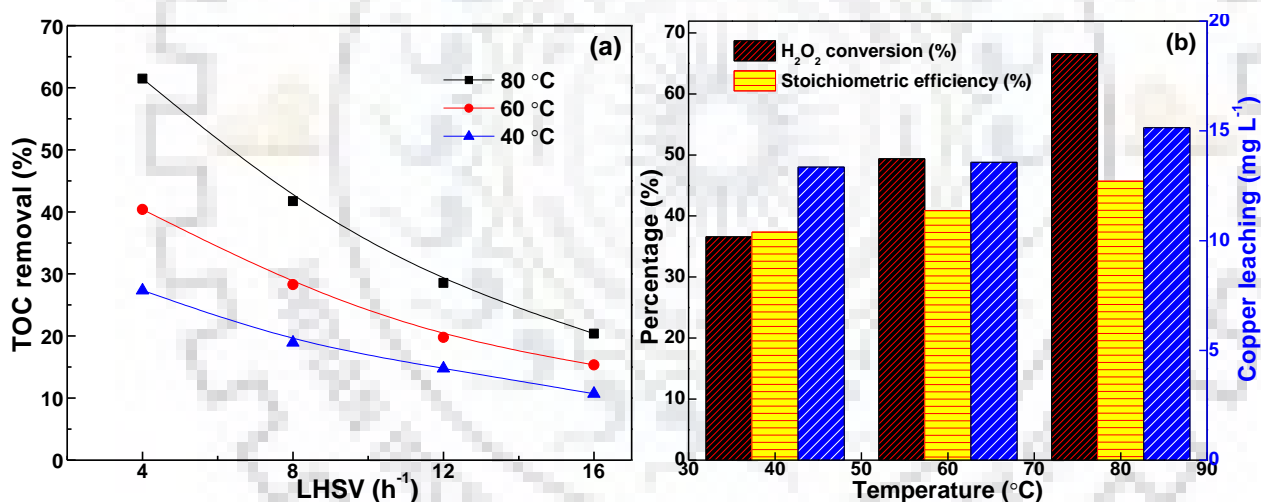 (a)
80 °C
60 °C
40 °C
TOC removal (%)
70
60
50
40
30
20
10
0
4
8
12
16
LHSV (h⁻¹)
(b)
H₂O₂ conversion (%)
Stoichiometric efficiency (%)
Percentage (%)
70
60
50
40
30
20
10
0
30
40
50
60
70
80
90
Temperature (°C)
20
15
10
5
0
Copper leaching (mg L⁻¹)